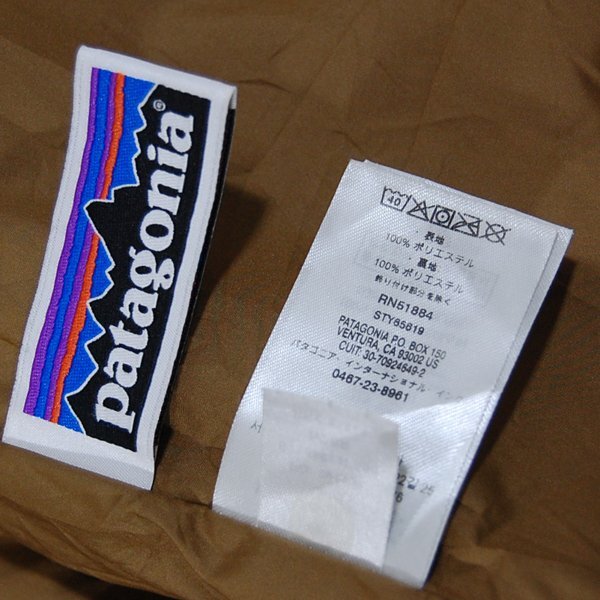 patagonia®
40
・表地
100% ポリエステル
・裏地
100% ポリエステル
飾り付け部分を除く
RN51884
STY85619
PATAGONIA PO BOX 150
VENTURA, CA 93002 US
CUIT: 30-70924649-2
パタゴニア インターナショナル イン
0467-23-8961